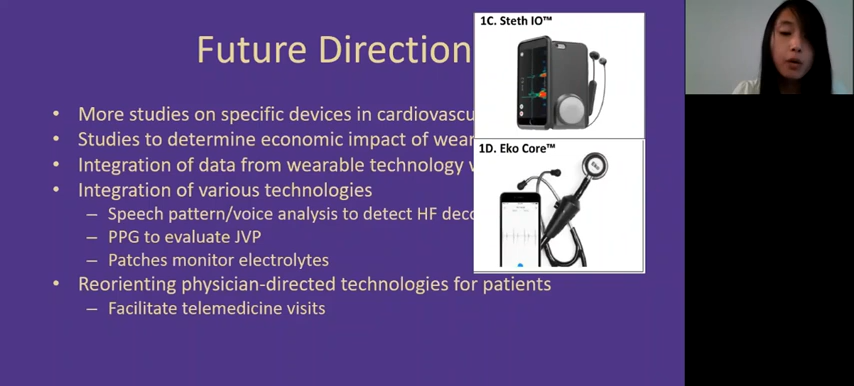 Future Direction
More studies on specific devices in cardiovascu
Studies to determine economic impact of wear
Integration of data from wearable technology
Integration of various technologies
– Speech pattern/voice analysis to detect HF deco
– PPG to evaluate JVP
– Patches monitor electrolytes
Reorienting physician-directed technologies for patients
– Facilitate telemedicine visits
1C. Steth IO™
1D. Eko Core™
Eko